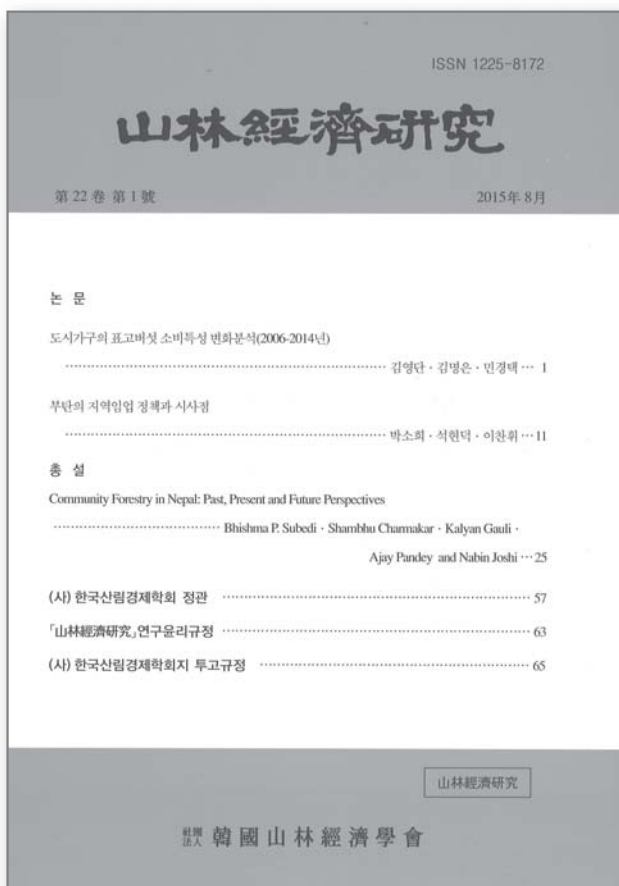 ISSN 1225-8172
山林經濟硏究
第 22 卷 第 1 號 2015年 8月
논 문
도시가구의 표고버섯 소비특성 변화분석(2006-2014년)
김영단 · 김명은 · 민경택 ··· 1
부탄의 지역임업 정책과 시사점
박소희 · 석현덕 · 이찬휘 ··· 11
총 설
Community Forestry in Nepal: Past, Present and Future Perspectives
Bhishma P. Subedi · Shambhu Charmakar · Kalyan Gauli ·
Ajay Pandey and Nabin Joshi ··· 25
(사) 한국산림경제학회 정관 ··· 57
「山林經濟硏究」연구윤리규정 ··· 63
(사) 한국산림경제학회지 투고규정 ··· 65
山林經濟硏究
社團法人 韓國山林經濟學會